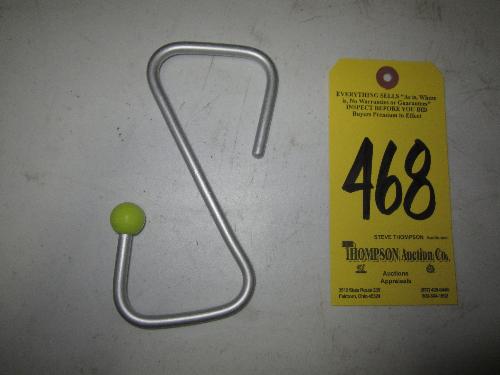 EVERYTHING SELLS "As is, Where
is, No Warranties or Guarantees"
INSPECT BEFORE YOU BID
Buyers Premium in Effect
468
STEVE THOMPSON
THOMPSON Auction Co.
Auctions
Appraisals